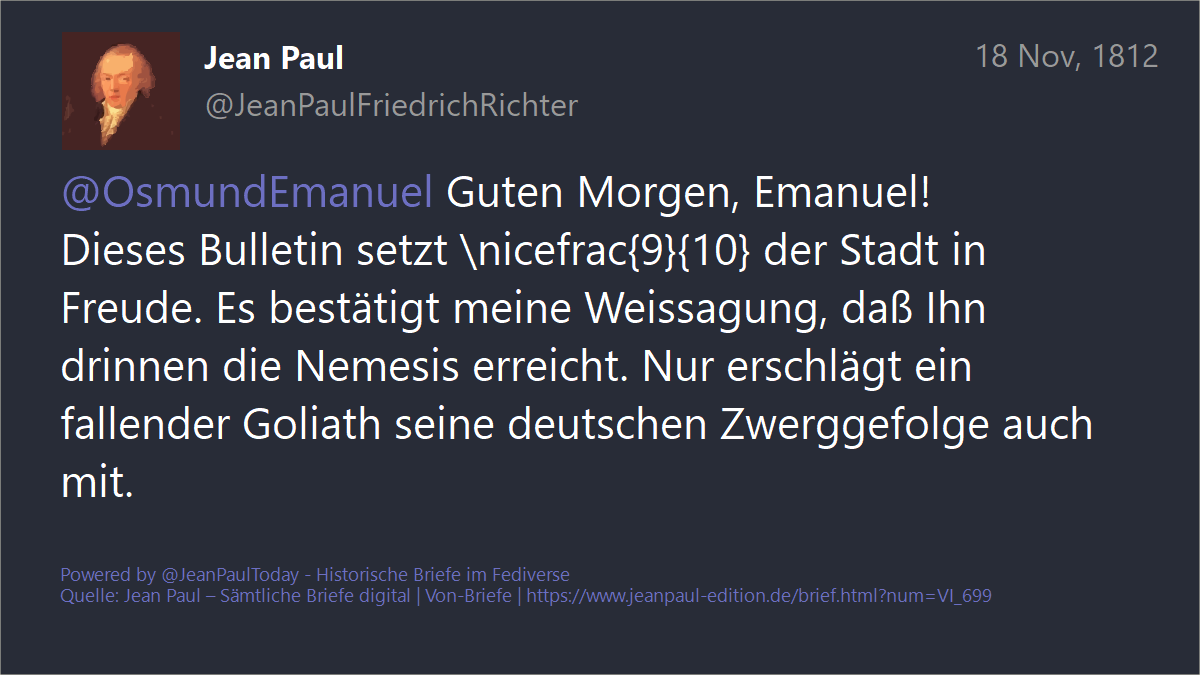 Jean Paul
18 Nov, 1812
@JeanPaulFriedrichRichter
@OsmundEmanuel Guten Morgen, Emanuel!
Dieses Bulletin setzt \nicefrac{9}{10} der Stadt in
Freude. Es bestätigt meine Weissagung, daß Ihn
drinnen die Nemesis erreicht. Nur erschlägt ein
fallender Goliath seine deutschen Zwerggefolge auch
mit.
Powered by @JeanPaulToday - Historische Briefe im Fediverse
Quelle: Jean Paul – Sämtliche Briefe digital | Von-Briefe | https://www.jeanpaul-edition.de/brief.html?num=VI_699